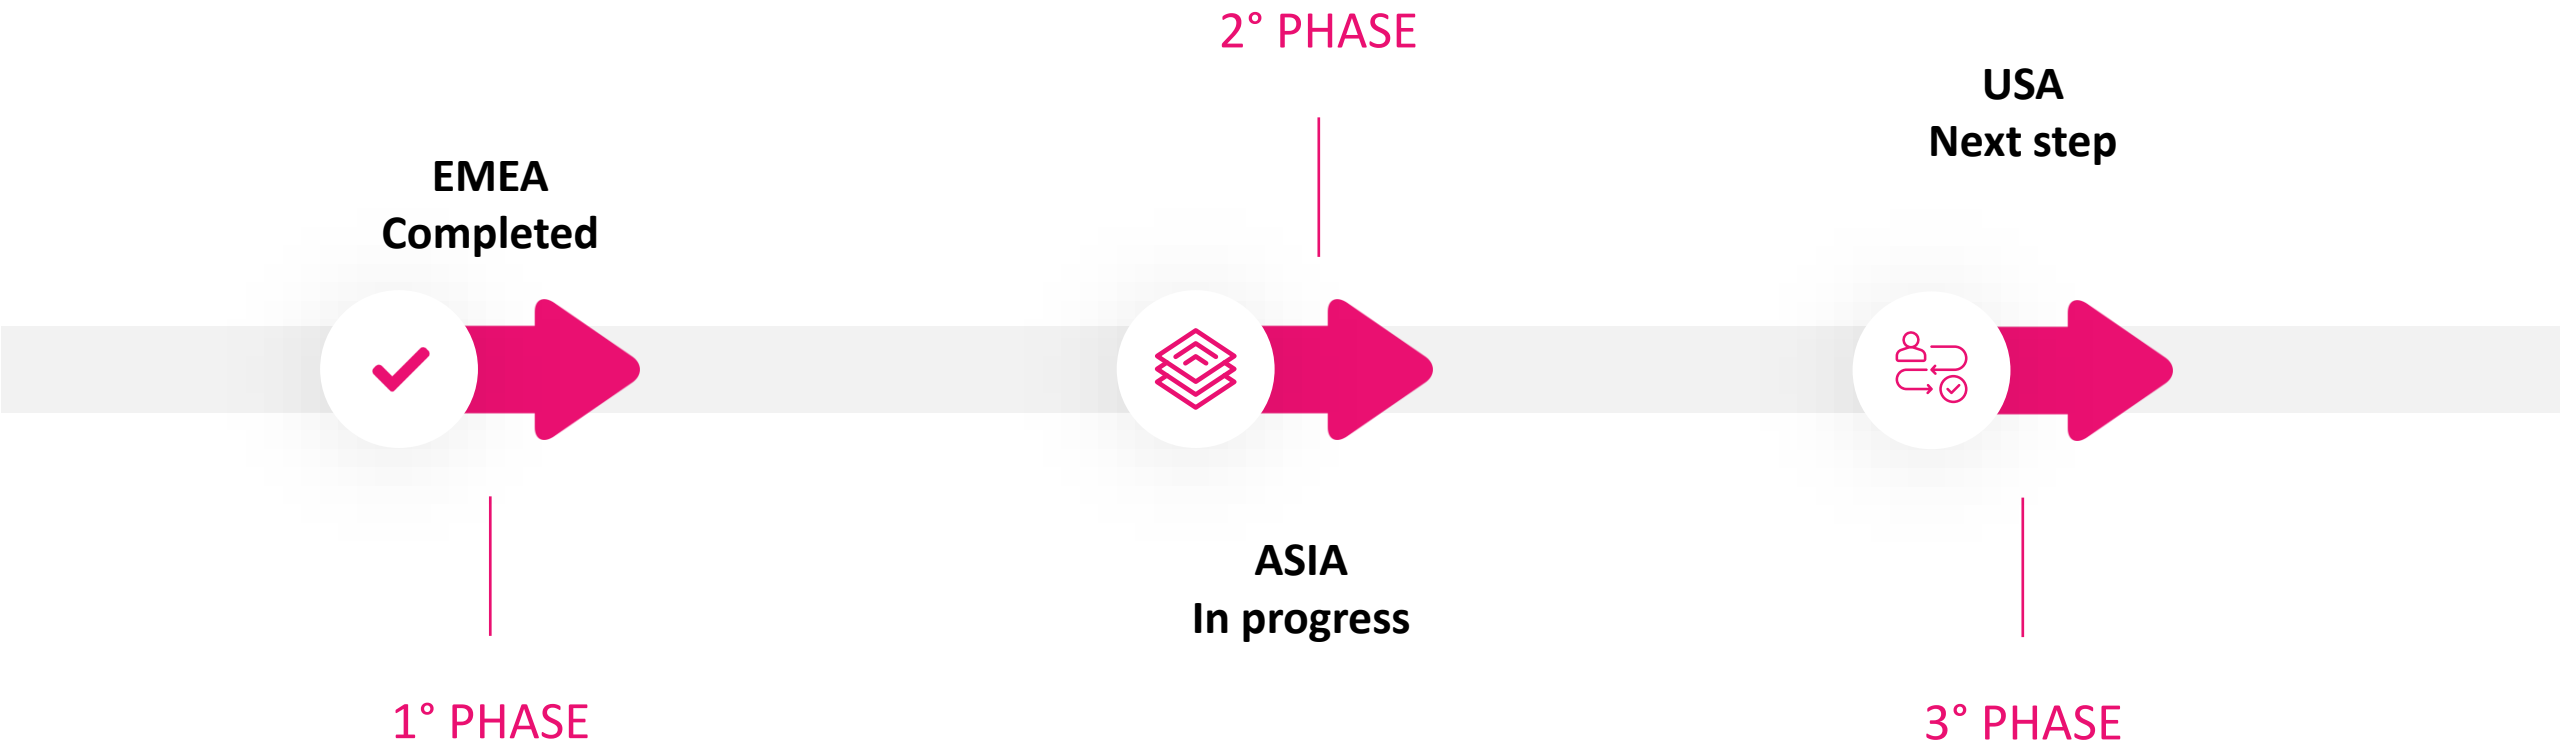 EMEA
Completed
1° PHASE
2° PHASE
ASIA
In progress
USA
Next step
3° PHASE